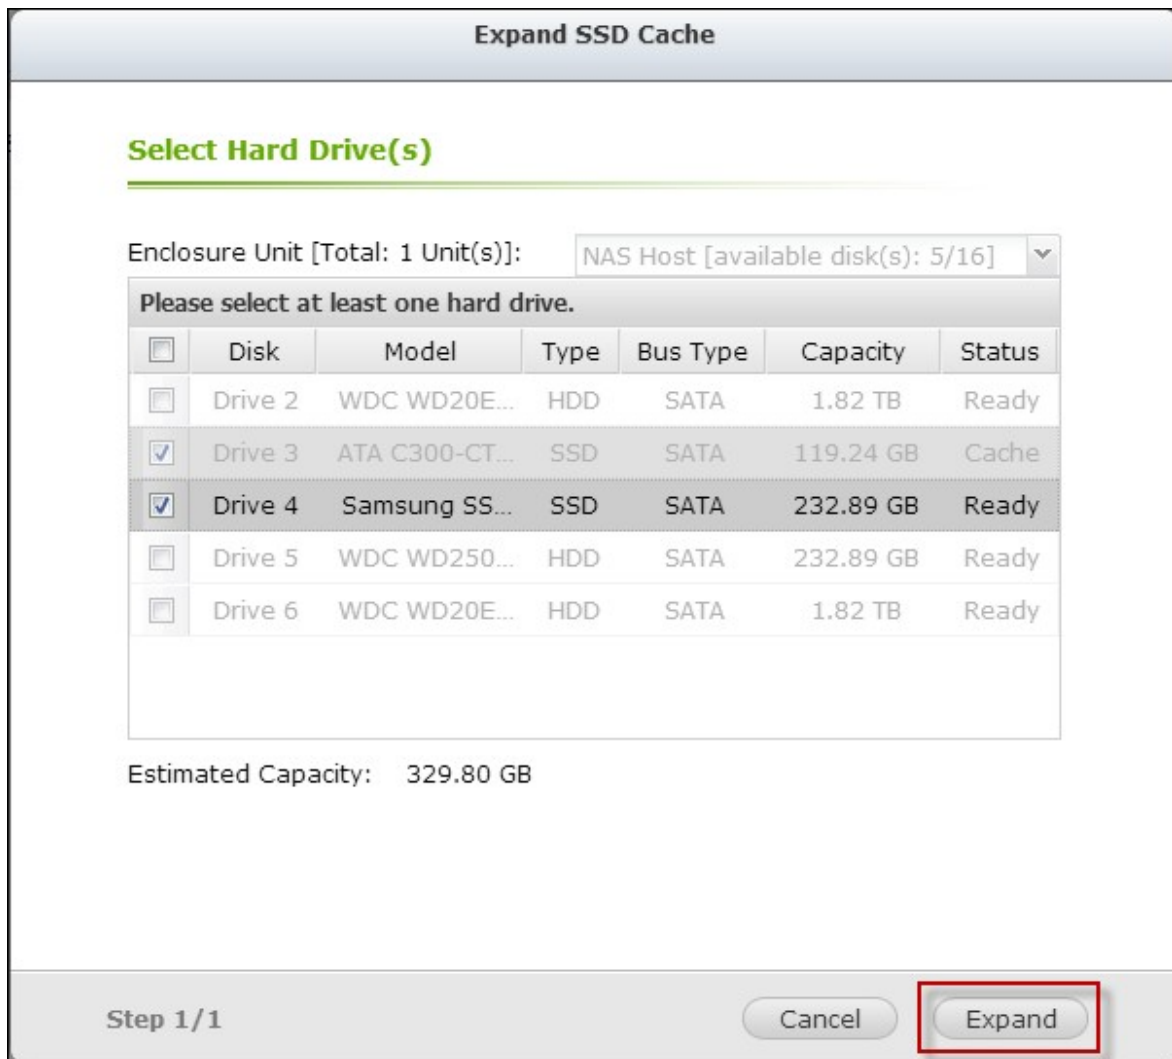 Expand SSD Cache
Select Hard Drive(s)
Enclosure Unit [Total: 1 Unit(s)]: NAS Host [available disk(s): 5/16]
Please select at least one hard drive.
Disk Model Type Bus Type Capacity Status
Drive 2 WDC WD20E... HDD SATA 1.82 TB Ready
Drive 3 ATA C300-CT... SSD SATA 119.24 GB Cache
Drive 4 Samsung SS... SSD SATA 232.89 GB Ready
Drive 5 WDC WD250... HDD SATA 232.89 GB Ready
Drive 6 WDC WD20E... HDD SATA 1.82 TB Ready
Estimated Capacity: 329.80 GB
Step 1/1 Cancel Expand